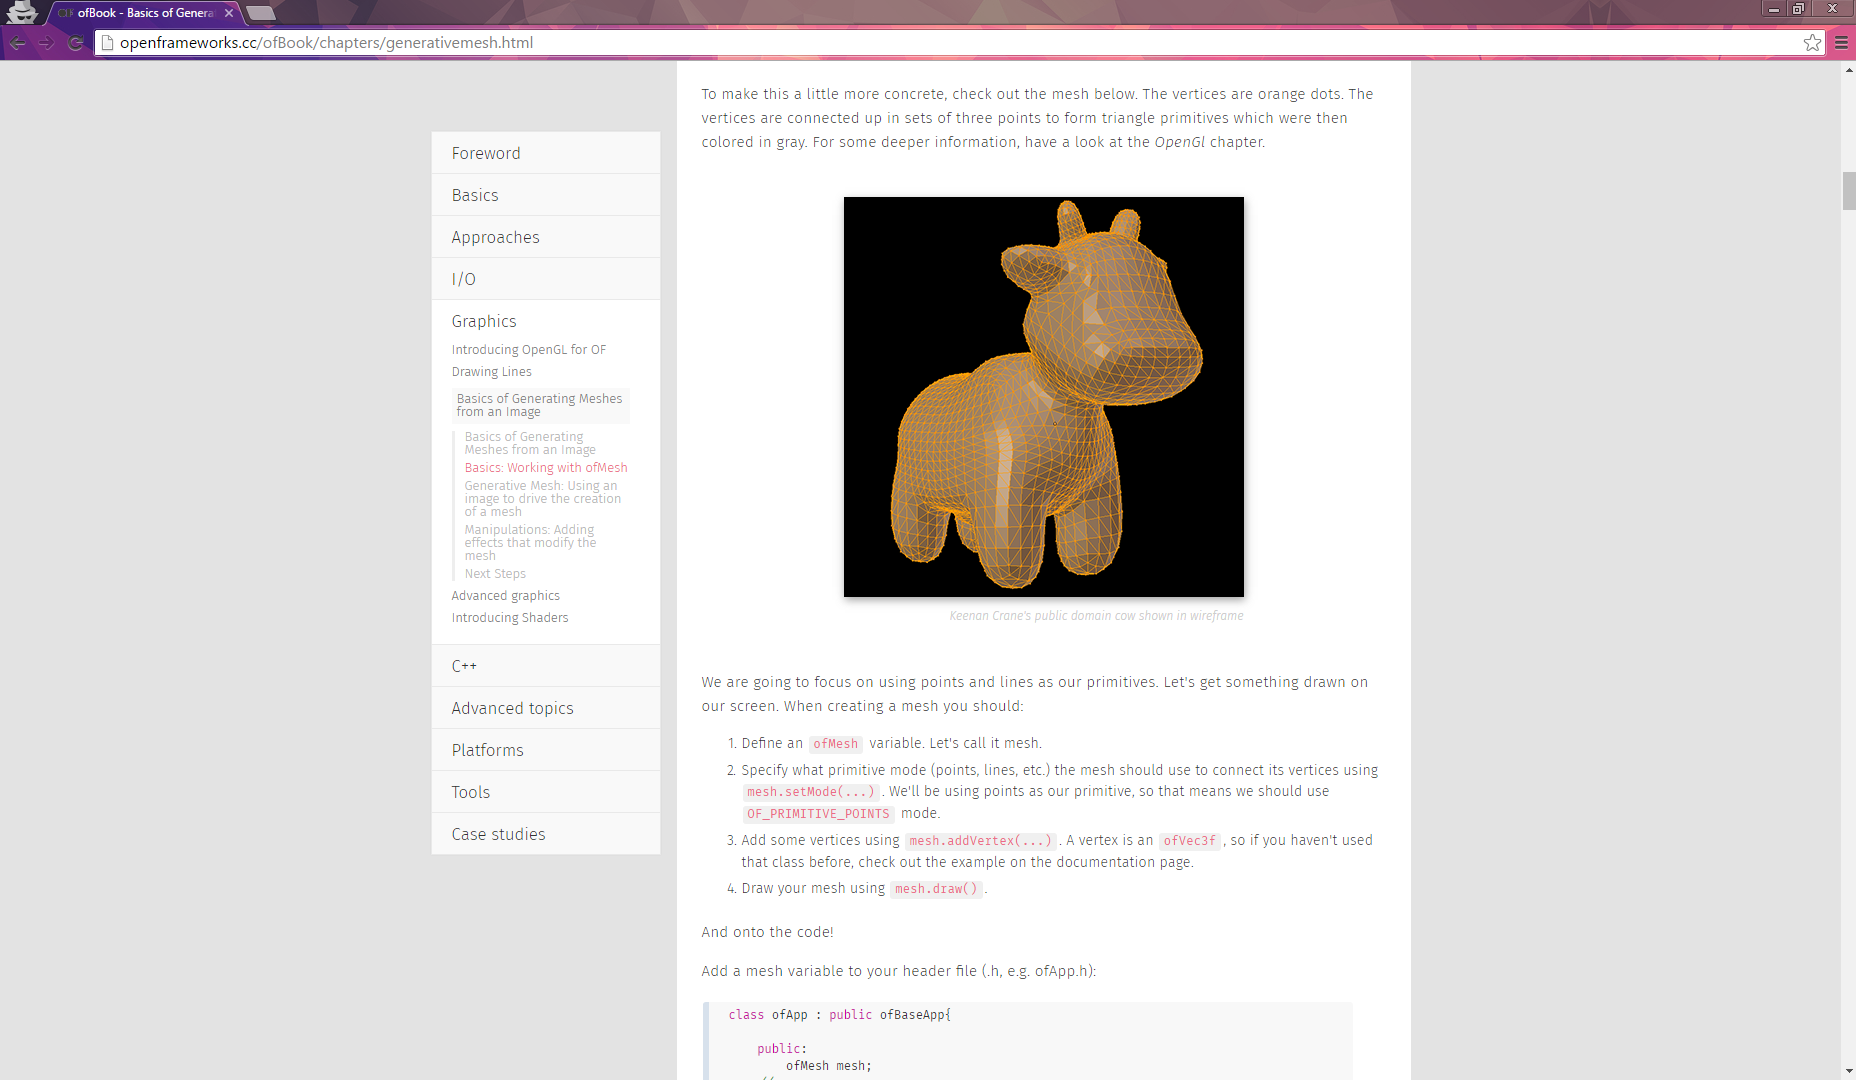 ofBook - Basics of Genera
openframeworks.cc/ofBook/chapters/generativemesh.html
Foreword
Basics
Approaches
I/O
Graphics
Introducing OpenGL for OF
Drawing Lines
Basics of Generating Meshes
from an Image
Basics of Generating
Meshes from an Image
Basics: Working with ofMesh
Generative Mesh: Using an
image to drive the creation
of a mesh
Manipulations: Adding
effects that modify the
mesh
Next Steps
Advanced graphics
Introducing Shaders
C++
Advanced topics
Platforms
Tools
Case studies
To make this a little more concrete, check out the mesh below. The vertices are orange dots. The
vertices are connected up in sets of three points to form triangle primitives which were then
colored in gray. For some deeper information, have a look at the OpenGl chapter.
Keenan Crane's public domain cow shown in wireframe
We are going to focus on using points and lines as our primitives. Let's get something drawn on
our screen. When creating a mesh you should:
1. Define an ofMesh variable. Let's call it mesh.
2. Specify what primitive mode (points, lines, etc.) the mesh should use to connect its vertices using
mesh.setMode(...). We'll be using points as our primitive, so that means we should use
OF_PRIMITIVE_POINTS mode.
3. Add some vertices using mesh.addVertex(...). A vertex is an ofVec3f, so if you haven't used
that class before, check out the example on the documentation page.
4. Draw your mesh using mesh.draw().
And onto the code!
Add a mesh variable to your header file (.h, e.g. ofApp.h):
class ofApp : public ofBaseApp{
public:
ofMesh mesh;